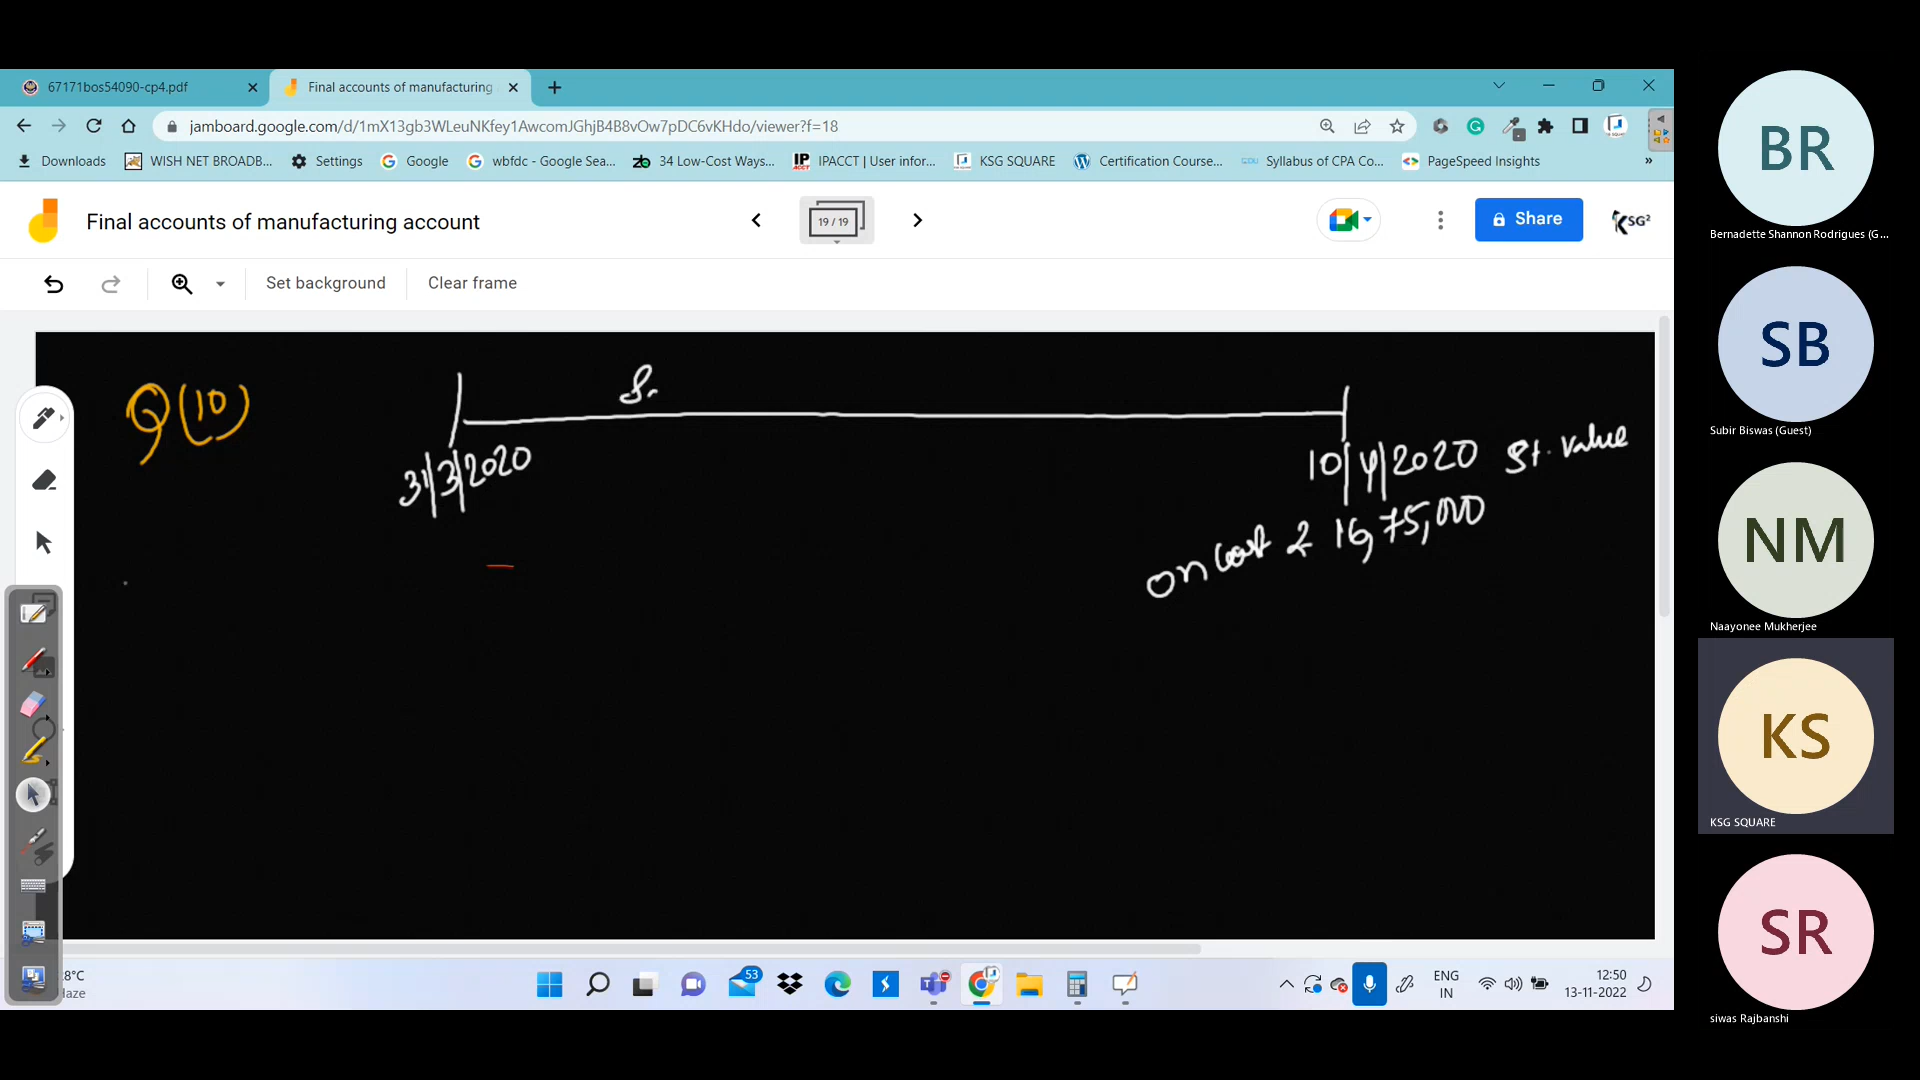 67171bos54090-cp4.pdf
Final accounts of manufacturing
jamboard.google.com/d/1mX13gb3WLeuNKfey1AwcomJGhjB4B8vOw7pDC6vKHdo/viewer?f=18
Downloads WISH NET BROADB... Settings Google wbfdc - Google Sea... 34 Low-Cost Ways... IPACCT | User infor... KSG SQUARE Certification Course... Syllabus of CPA Co... PageSpeed Insights »
Final accounts of manufacturing account
19 / 19
Share
KSG²
Set background Clear frame
Q(10)
S.
31/3/2020
10/4/2020 St. value
on cost 16,75,000
8°C
Haze
53
ENG
IN
12:50
13-11-2022
BR
Bernadette Shannon Rodrigues (G...
SB
Subir Biswas (Guest)
NM
Naayonee Mukherjee
KS
KSG SQUARE
SR
siwas Rajbanshi